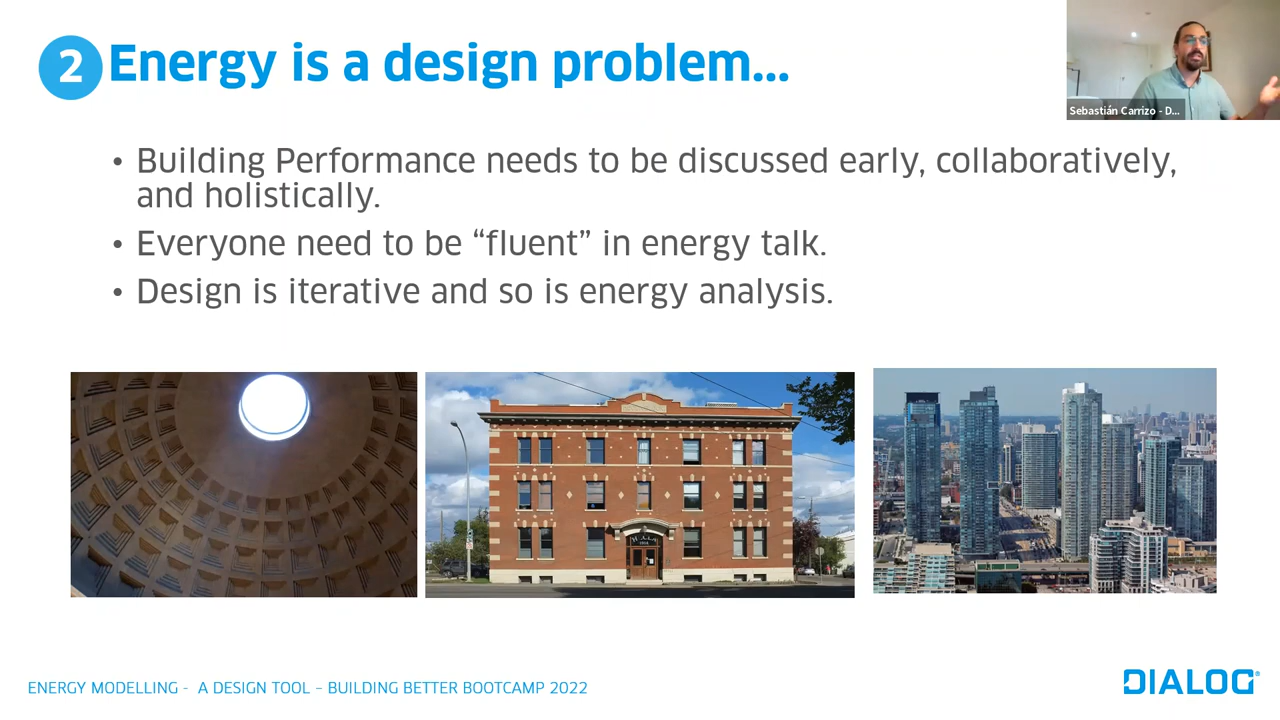 2 Energy is a design problem...
Sebastián Carrizo - D...
• Building Performance needs to be discussed early, collaboratively,
and holistically.
• Everyone need to be “fluent” in energy talk.
• Design is iterative and so is energy analysis.
ENERGY MODELLING - A DESIGN TOOL – BUILDING BETTER BOOTCAMP 2022
DIALOG®